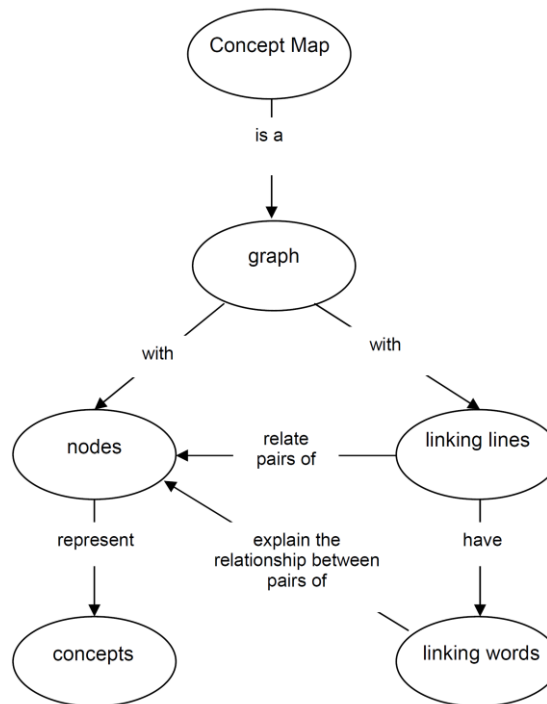 Concept Map
is a
graph
with
with
nodes
relate
pairs of
linking lines
represent
explain the
relationship between
pairs of
have
concepts
linking words